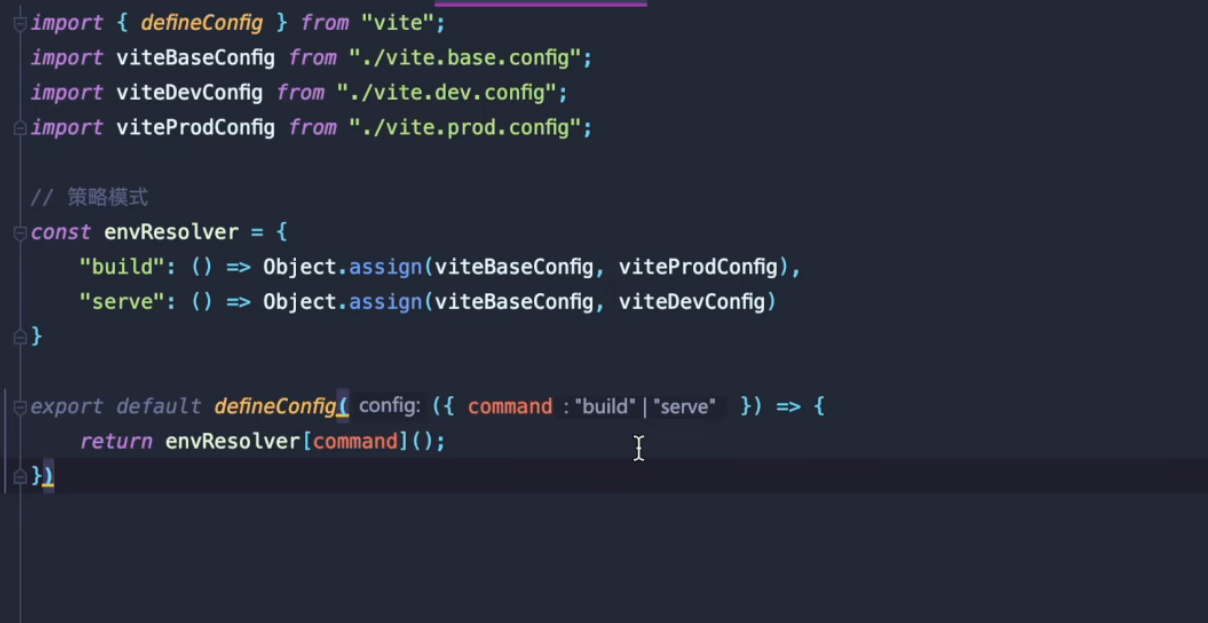 import { defineConfig } from "vite";
import viteBaseConfig from "./vite.base.config";
import viteDevConfig from "./vite.dev.config";
import viteProdConfig from "./vite.prod.config";
// 策略模式
const envResolver = {
    "build": () => Object.assign(viteBaseConfig, viteProdConfig),
    "serve": () => Object.assign(viteBaseConfig, viteDevConfig)
}
export default defineConfig( config: ({ command : "build" | "serve" }) => {
    return envResolver[command]();
})